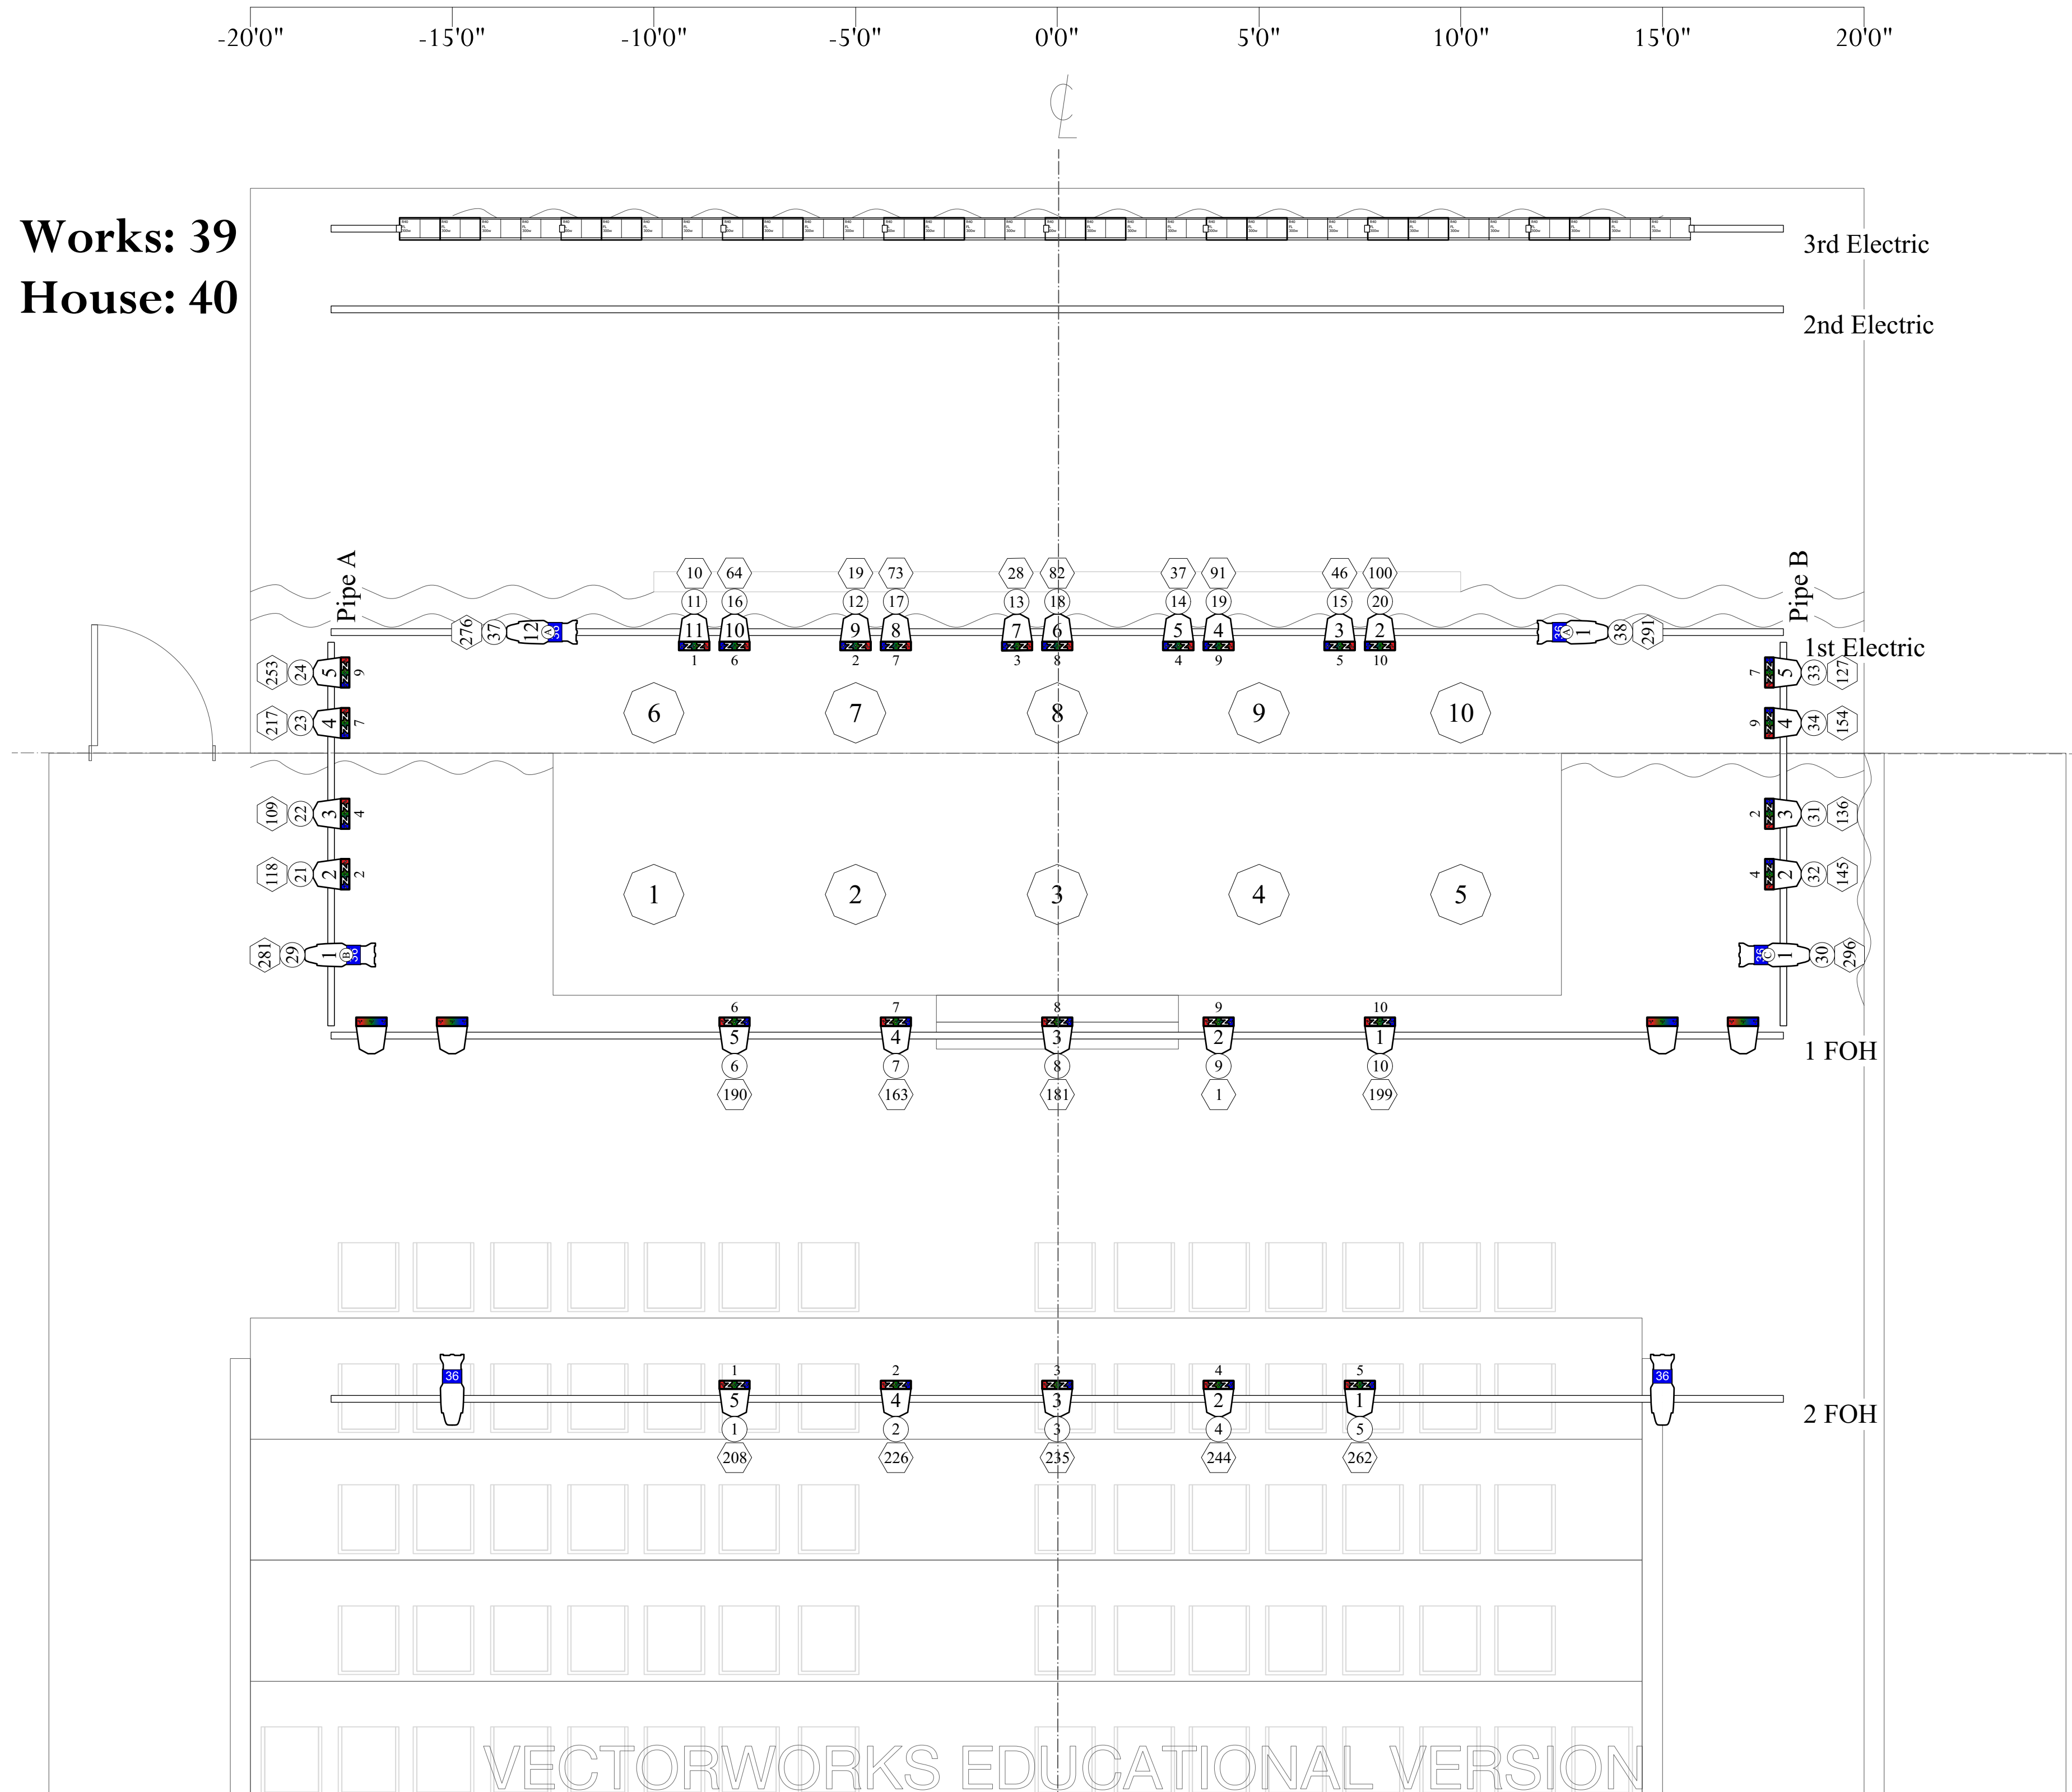 -20'0" -15'0" -10'0" -5'0" 0'0" 5'0" 10'0" 15'0" 20'0"
Works: 39
House: 40
3rd Electric
2nd Electric
Pipe A
Pipe B
10 64 19 73 28 82 37 91 46 100
11 16 12 17 13 18 14 19 15 20
276 37 12 A 36 11 10 9 8 7 6 5 4 3 2 36 A 1 38 291
1st Electric
1 6 2 7 3 8 4 9 5 10
253 24 5 9
7 5 33 127
6 7 8 9 10
217 23 4 7
9 4 34 154
109 22 3 4
2 3 31 136
118 21 2 2
4 2 32 145
1 2 3 4 5
281 29 1 B 36
36 C 1 30 296
6 7 8 9 10
5 4 3 2 1
1 FOH
6 7 8 9 10
190 163 181 1 199
1 2 3 4 5
36 36
5 4 3 2 1
2 FOH
1 2 3 4 5
208 226 235 244 262
VECTORWORKS EDUCATIONAL VERSION